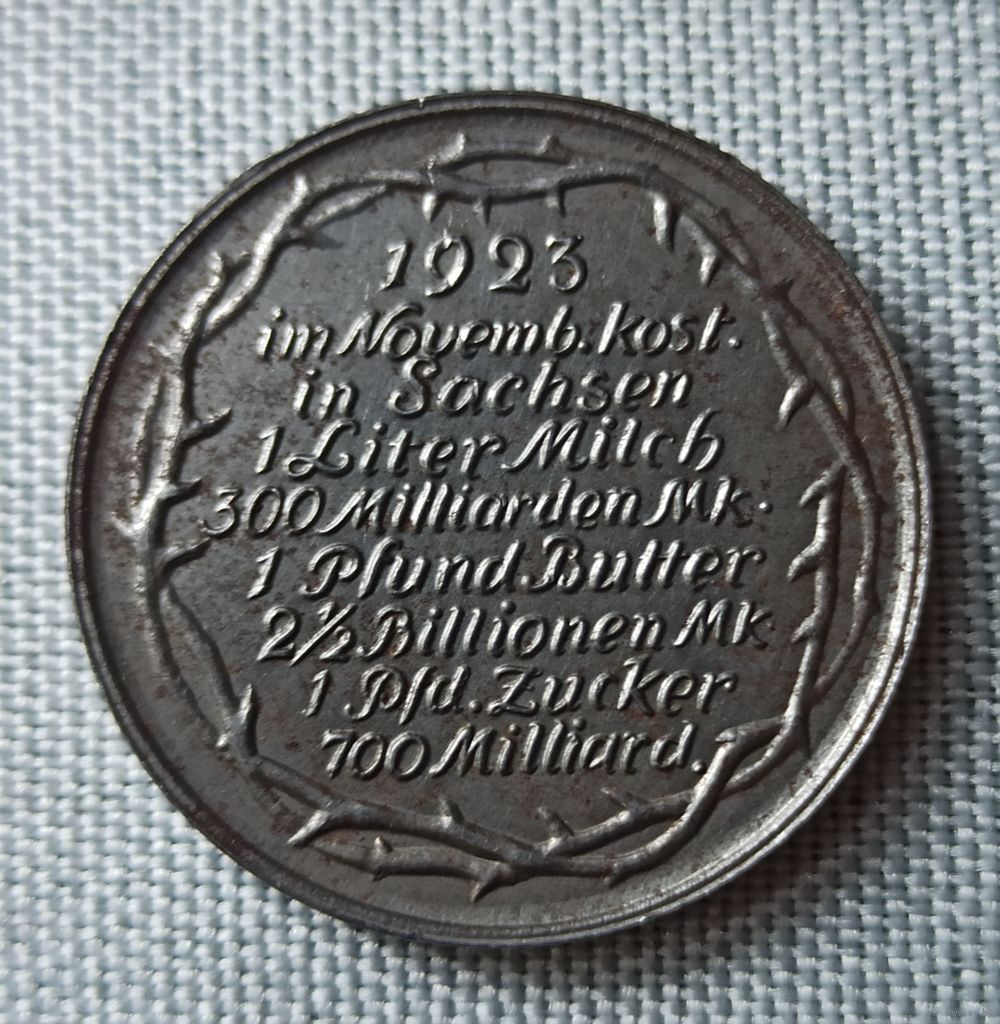 1923
im Novemb. kost.
in Sachsen
1 Liter Milch
300 Milliarden Mk.
1 Pfund Butter
2½ Billionen Mk
1 Pfd. Zucker
700 Milliard.